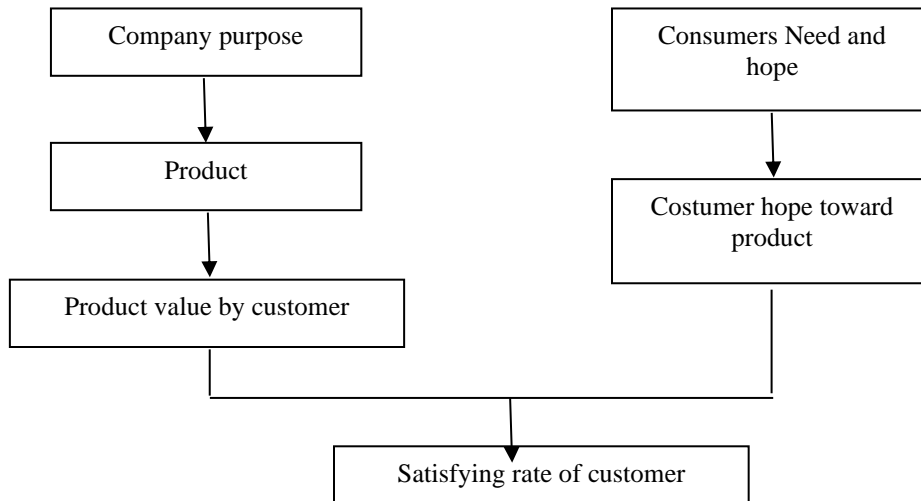 Company purpose
Consumers Need and
hope
Product
Costumer hope toward
product
Product value by customer
Satisfying rate of customer